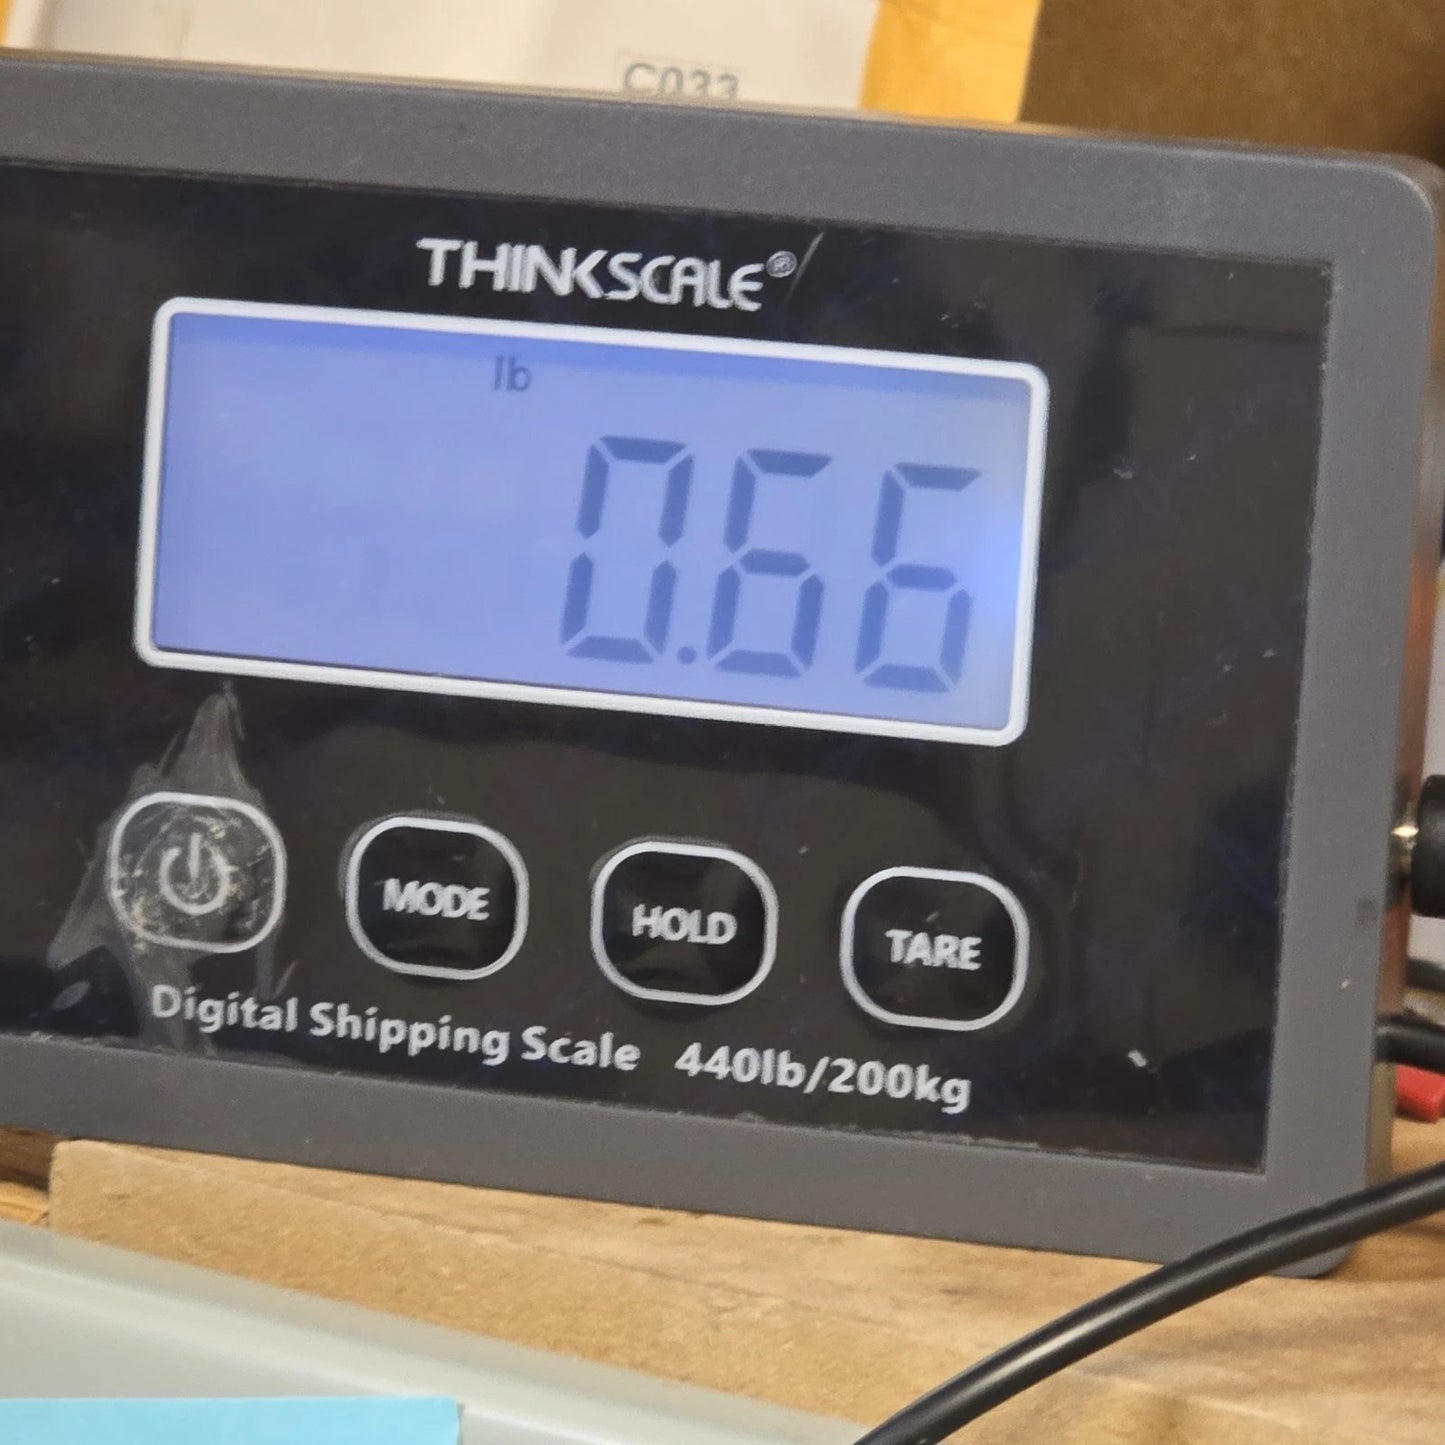 C033
THINKSCALE®
lb
0.66
MODE HOLD TARE
Digital Shipping Scale 440lb/200kg